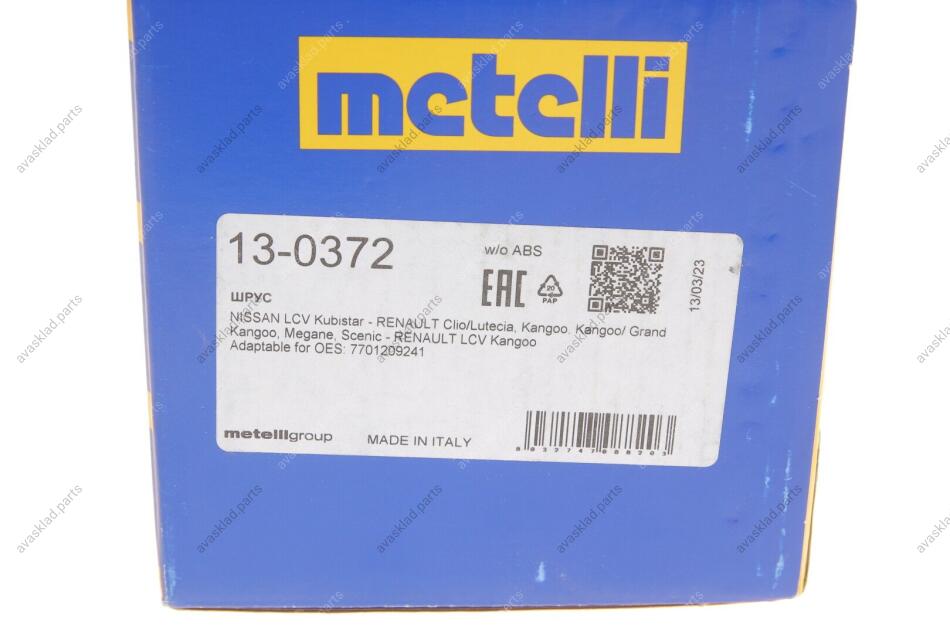 metelli
13-0372
w/o ABS
EAC
20
PAP
13/03/23
ШРУС
NISSAN LCV Kubistar - RENAULT Clio/Lutecia, Kangoo, Kangoo/ Grand
Kangoo, Megane, Scenic - RENAULT LCV Kangoo
Adaptable for OES: 7701209241
metelligroup
MADE IN ITALY
avasklad.parts